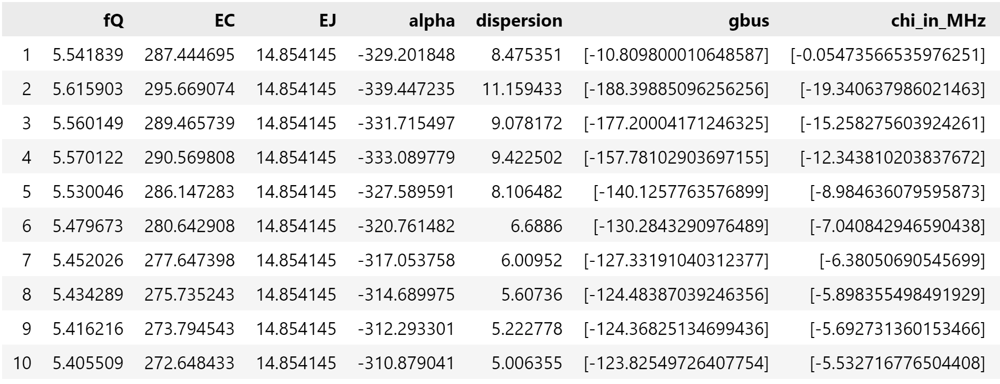 fQ EC EJ alpha dispersion gbus chi_in_MHz
1 5.541839 287.444695 14.854145 -329.201848 8.475351 [-10.809800010648587] [-0.05473566535976251]
2 5.615903 295.669074 14.854145 -339.447235 11.159433 [-188.39885096256256] [-19.340637986021463]
3 5.560149 289.465739 14.854145 -331.715497 9.078172 [-177.20004171246325] [-15.258275603924261]
4 5.570122 290.569808 14.854145 -333.089779 9.422502 [-157.78102903697155] [-12.343810203837672]
5 5.530046 286.147283 14.854145 -327.589591 8.106482 [-140.1257763576899] [-8.984636079595873]
6 5.479673 280.642908 14.854145 -320.761482 6.6886 [-130.2843290976489] [-7.040842946590438]
7 5.452026 277.647398 14.854145 -317.053758 6.00952 [-127.33191040312377] [-6.38050690545699]
8 5.434289 275.735243 14.854145 -314.689975 5.60736 [-124.48387039246356] [-5.898355498491929]
9 5.416216 273.794543 14.854145 -312.293301 5.222778 [-124.36825134699436] [-5.692731360153466]
10 5.405509 272.648433 14.854145 -310.879041 5.006355 [-123.82549726407754] [-5.532716776504408]